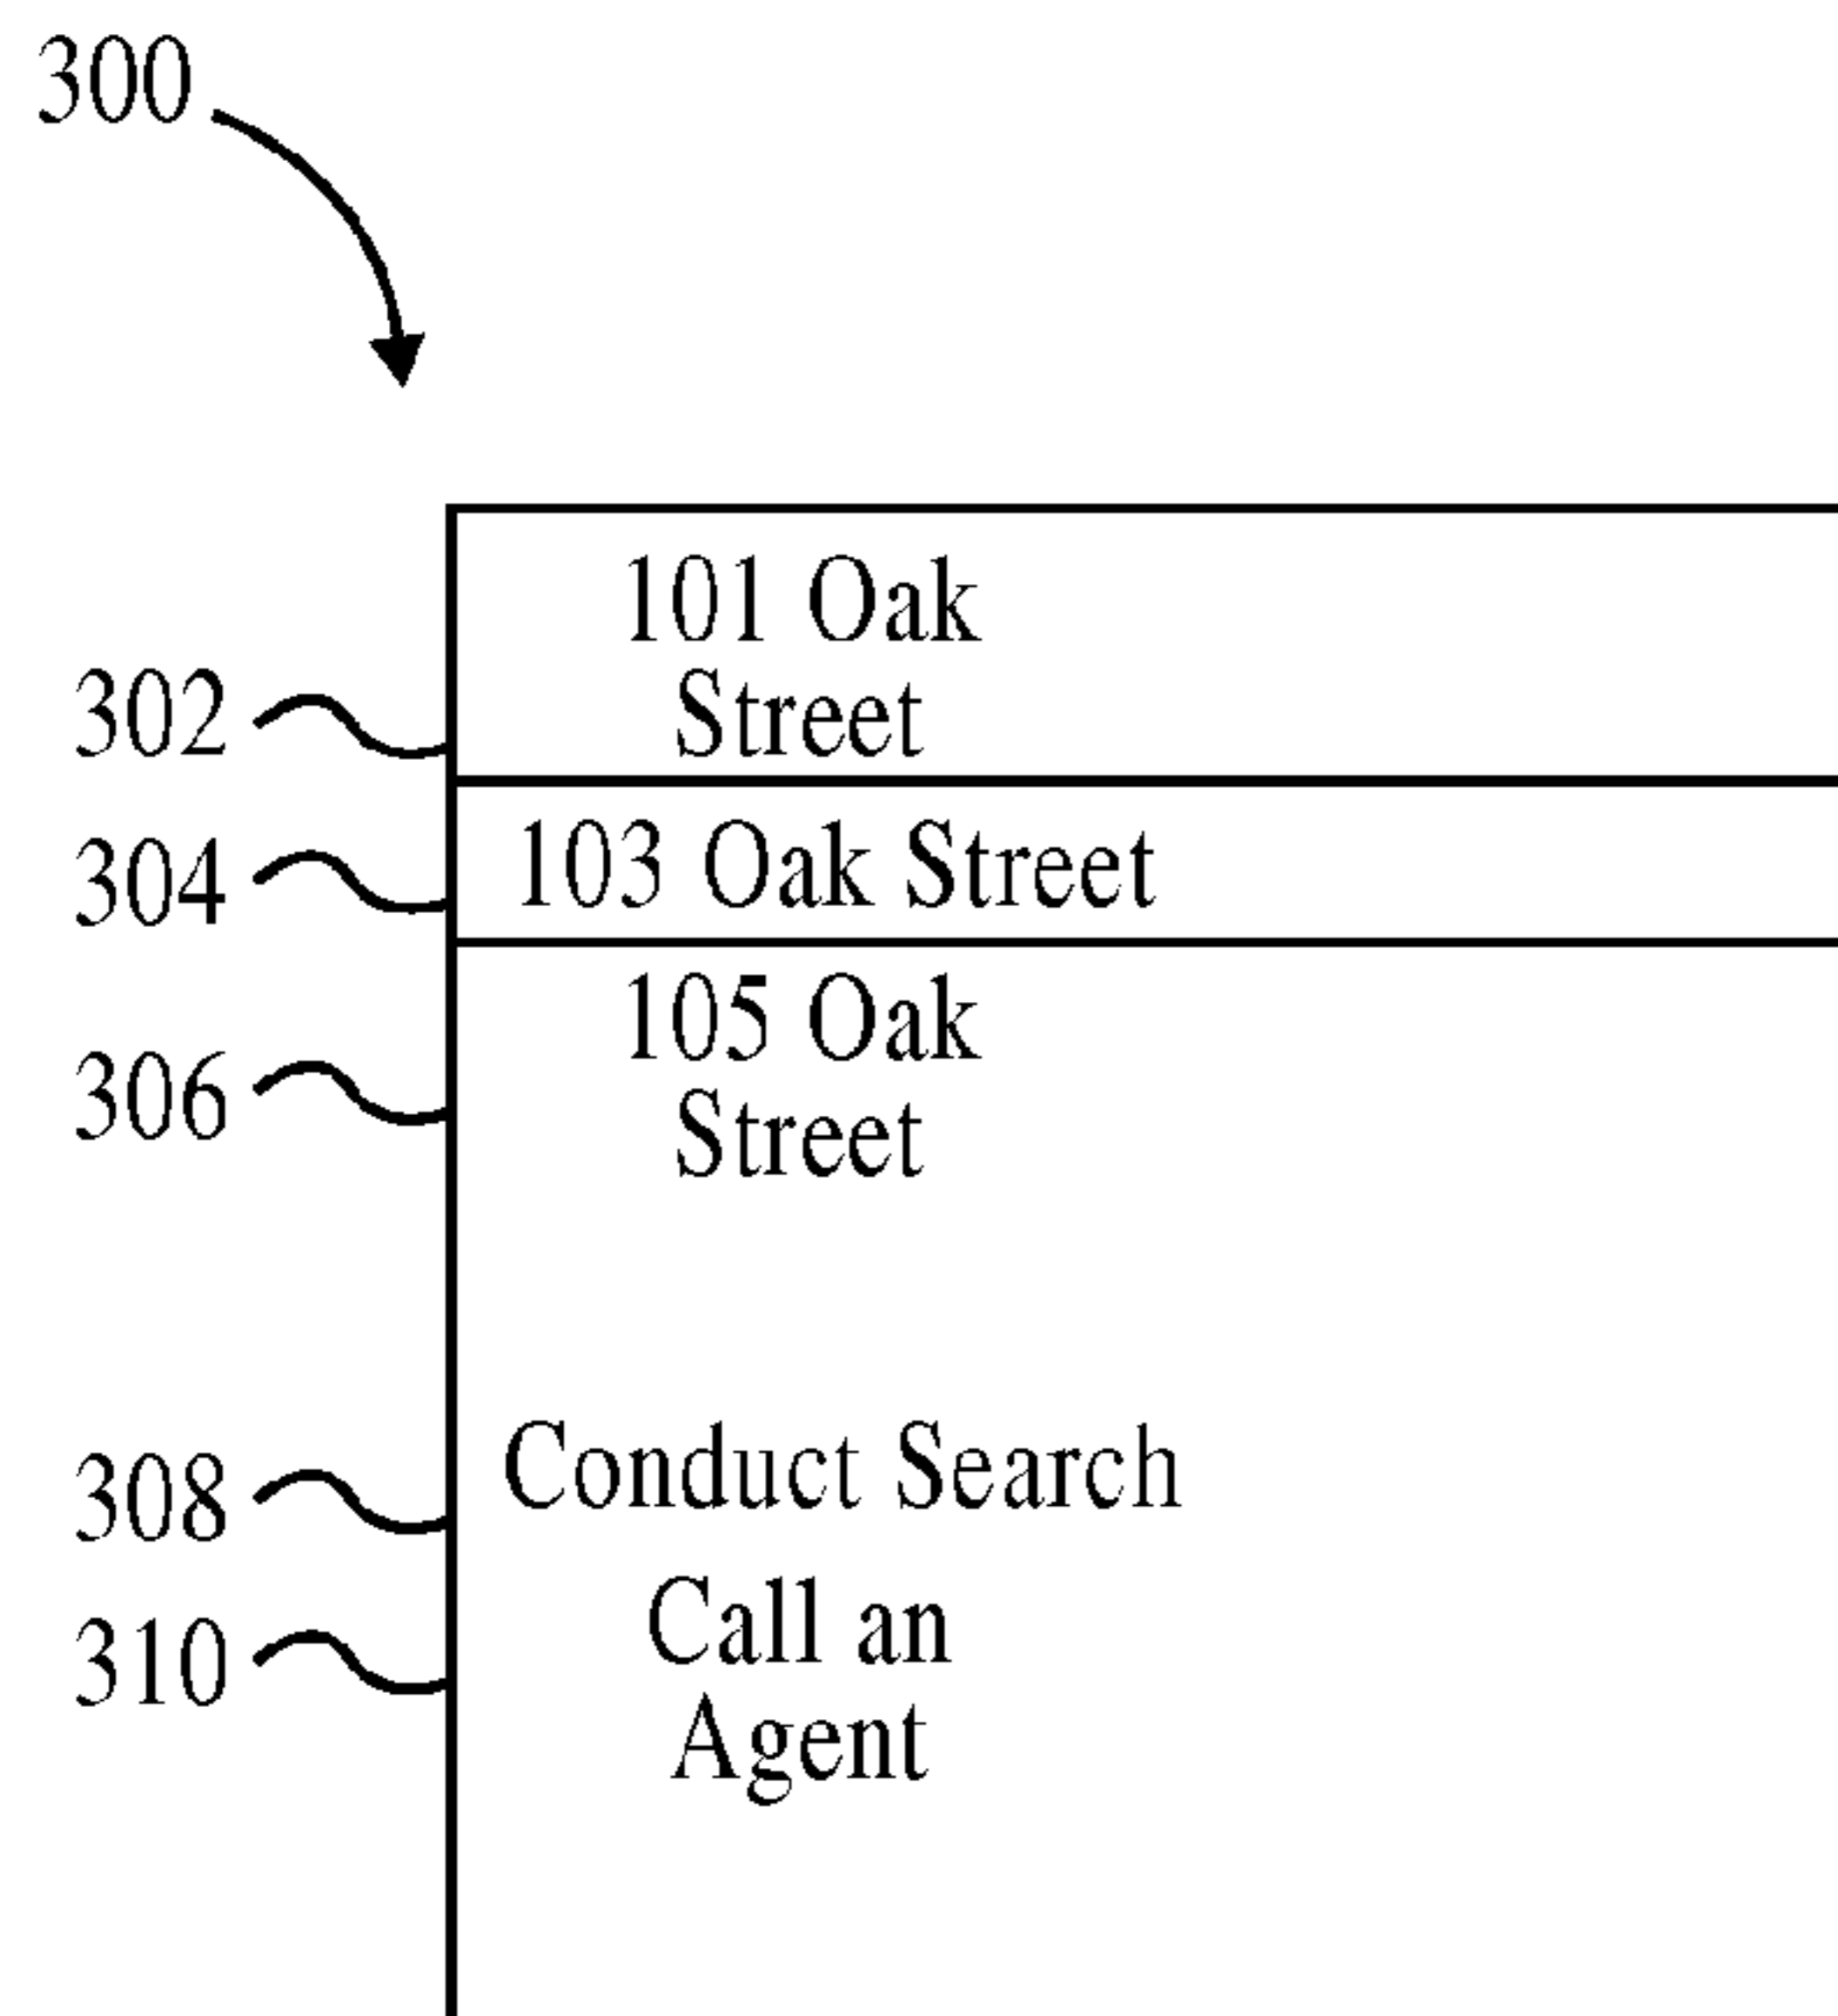 300
101 Oak
302 Street
304 103 Oak Street
105 Oak
306 Street
308 Conduct Search
Call an
310 Agent